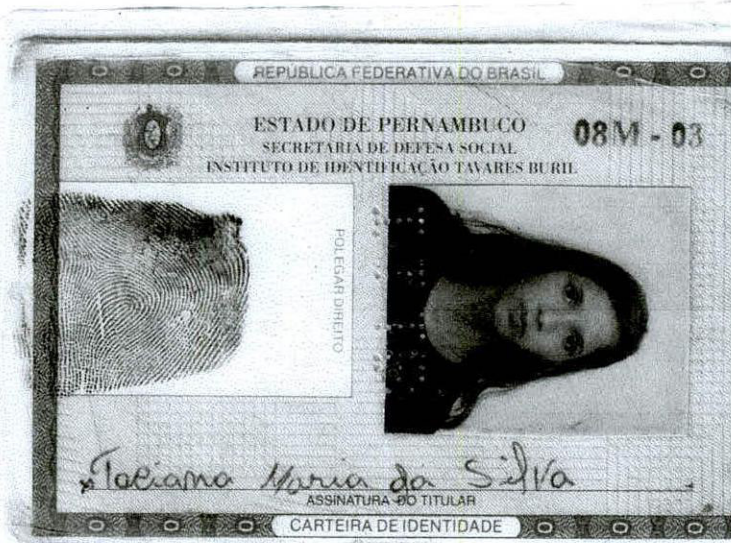 REPÚBLICA FEDERATIVA DO BRASIL
ESTADO DE PERNAMBUCO
08M - 03
SECRETARIA DE DEFESA SOCIAL
INSTITUTO DE IDENTIFICAÇÃO TAVARES BURIL
POLEGAR DIREITO
Taciana Maria da Silva
ASSINATURA DO TITULAR
CARTEIRA DE IDENTIDADE